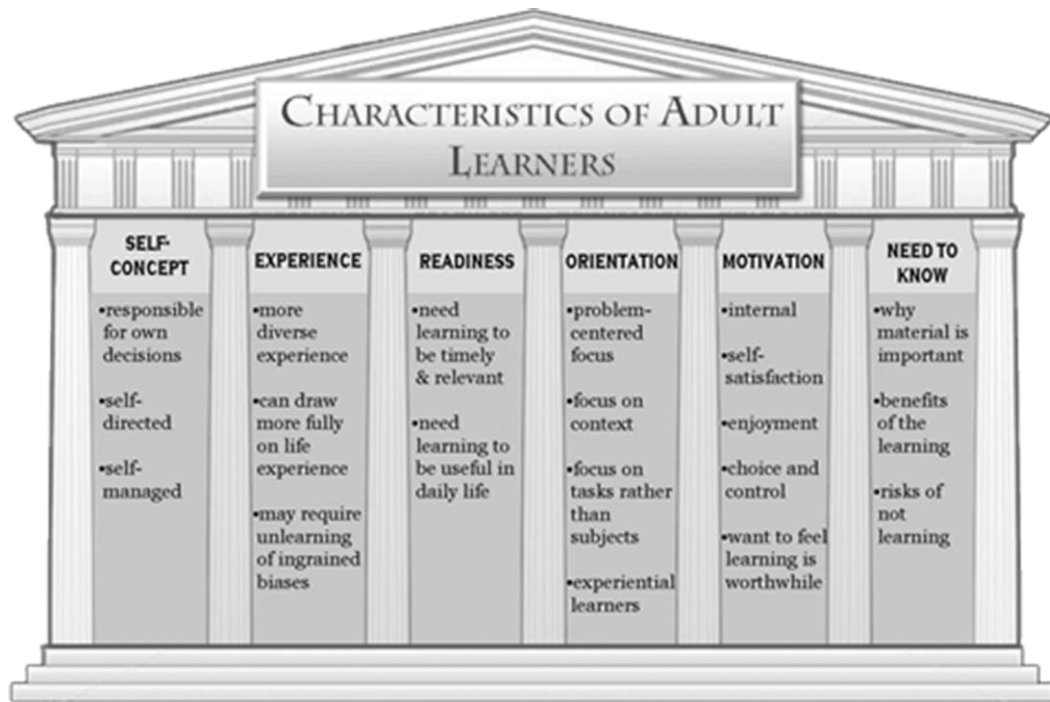 CHARACTERISTICS OF ADULT
LEARNERS
SELF-
CONCEPT
•responsible
for own
decisions
•self-
directed
•self-
managed
EXPERIENCE
•more
diverse
experience
•can draw
more fully
on life
experience
•may require
unlearning
of ingrained
biases
READINESS
•need
learning to
be timely
& relevant
•need
learning to
be useful in
daily life
ORIENTATION
•problem-
centered
focus
•focus on
context
•focus on
tasks rather
than
subjects
•experiential
learners
MOTIVATION
•internal
•self-
satisfaction
•enjoyment
•choice and
control
•want to feel
learning is
worthwhile
NEED TO
KNOW
•why
material is
important
•benefits
of the
learning
•risks of
not
learning